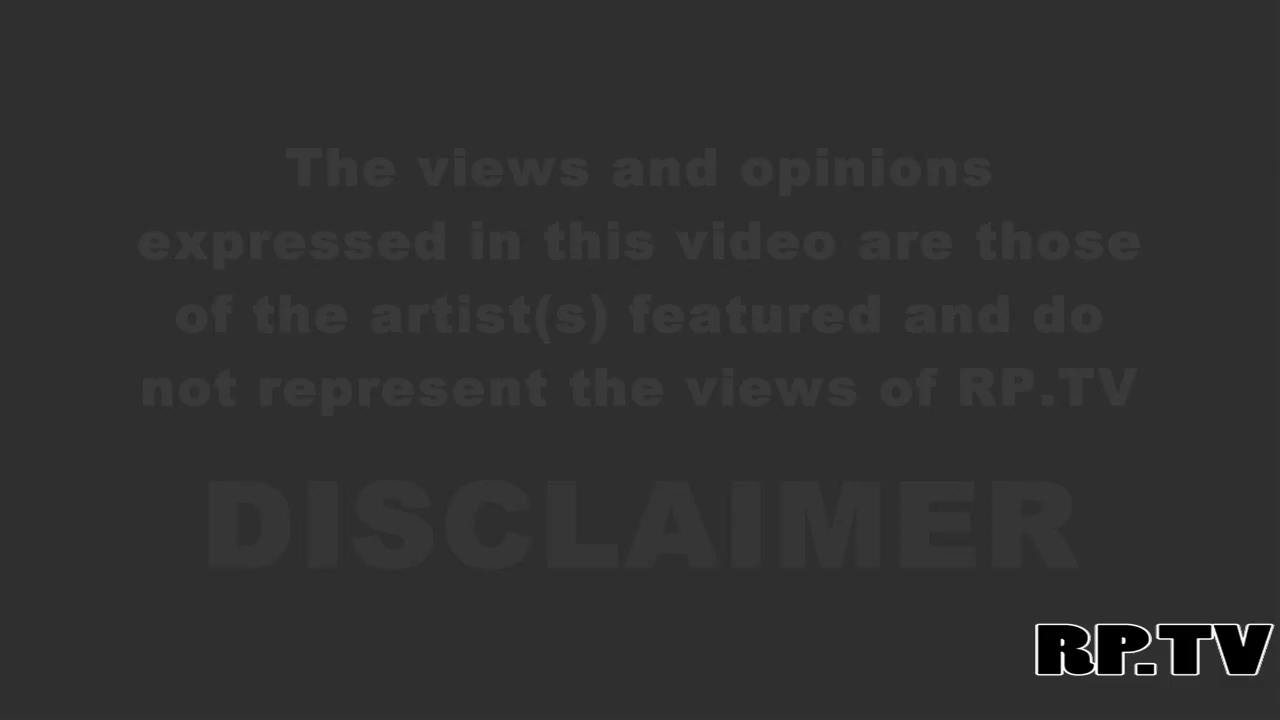 The views and opinions
expressed in this video are those
of the artist(s) featured and do
not represent the views of RP.TV
DISCLAIMER
RP.TV